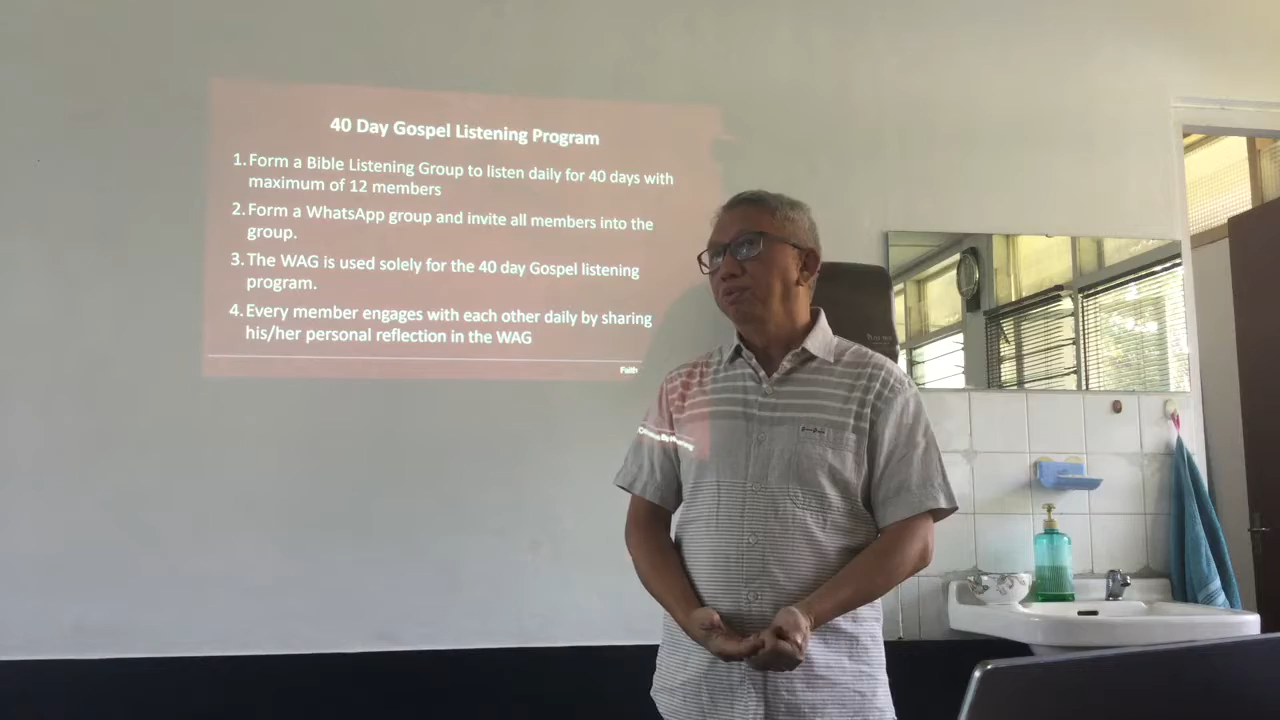 40 Day Gospel Listening Program
1. Form a Bible Listening Group to listen daily for 40 days with
maximum of 12 members
2. Form a WhatsApp group and invite all members into the
group.
3. The WAG is used solely for the 40 day Gospel listening
program.
4. Every member engages with each other daily by sharing
his/her personal reflection in the WAG
Faith